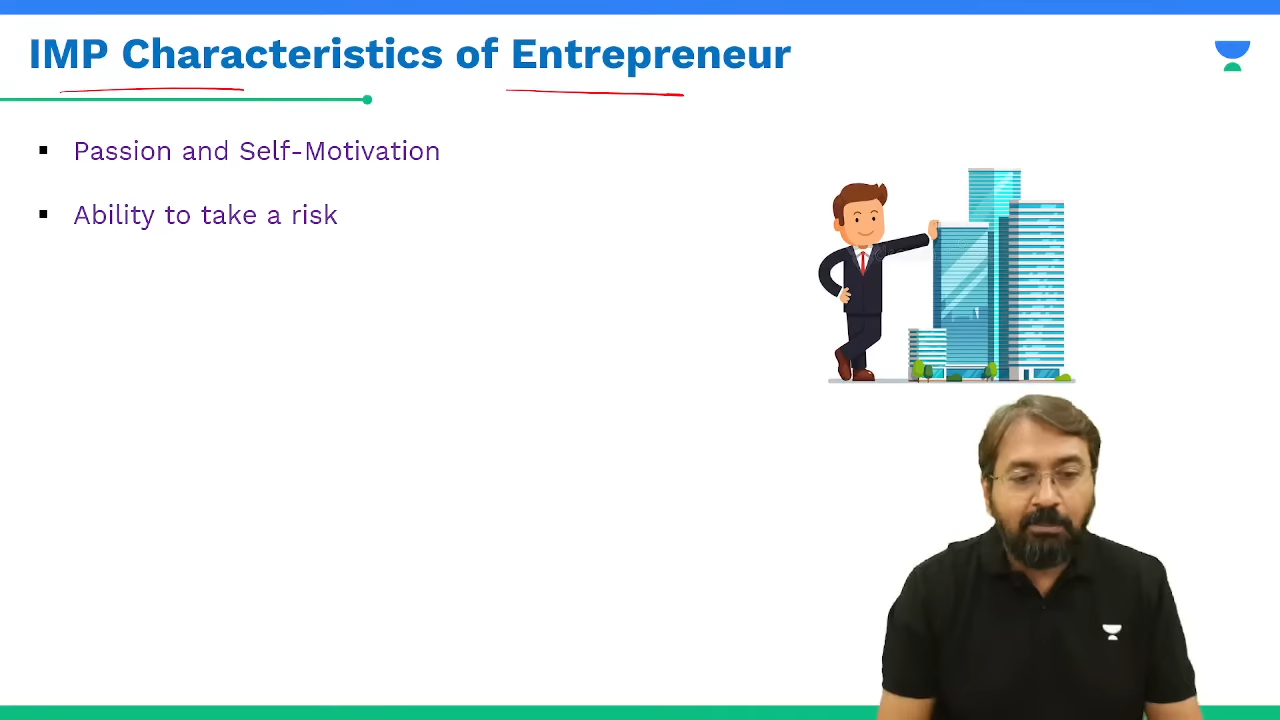 IMP Characteristics of Entrepreneur
Passion and Self-Motivation
Ability to take a risk